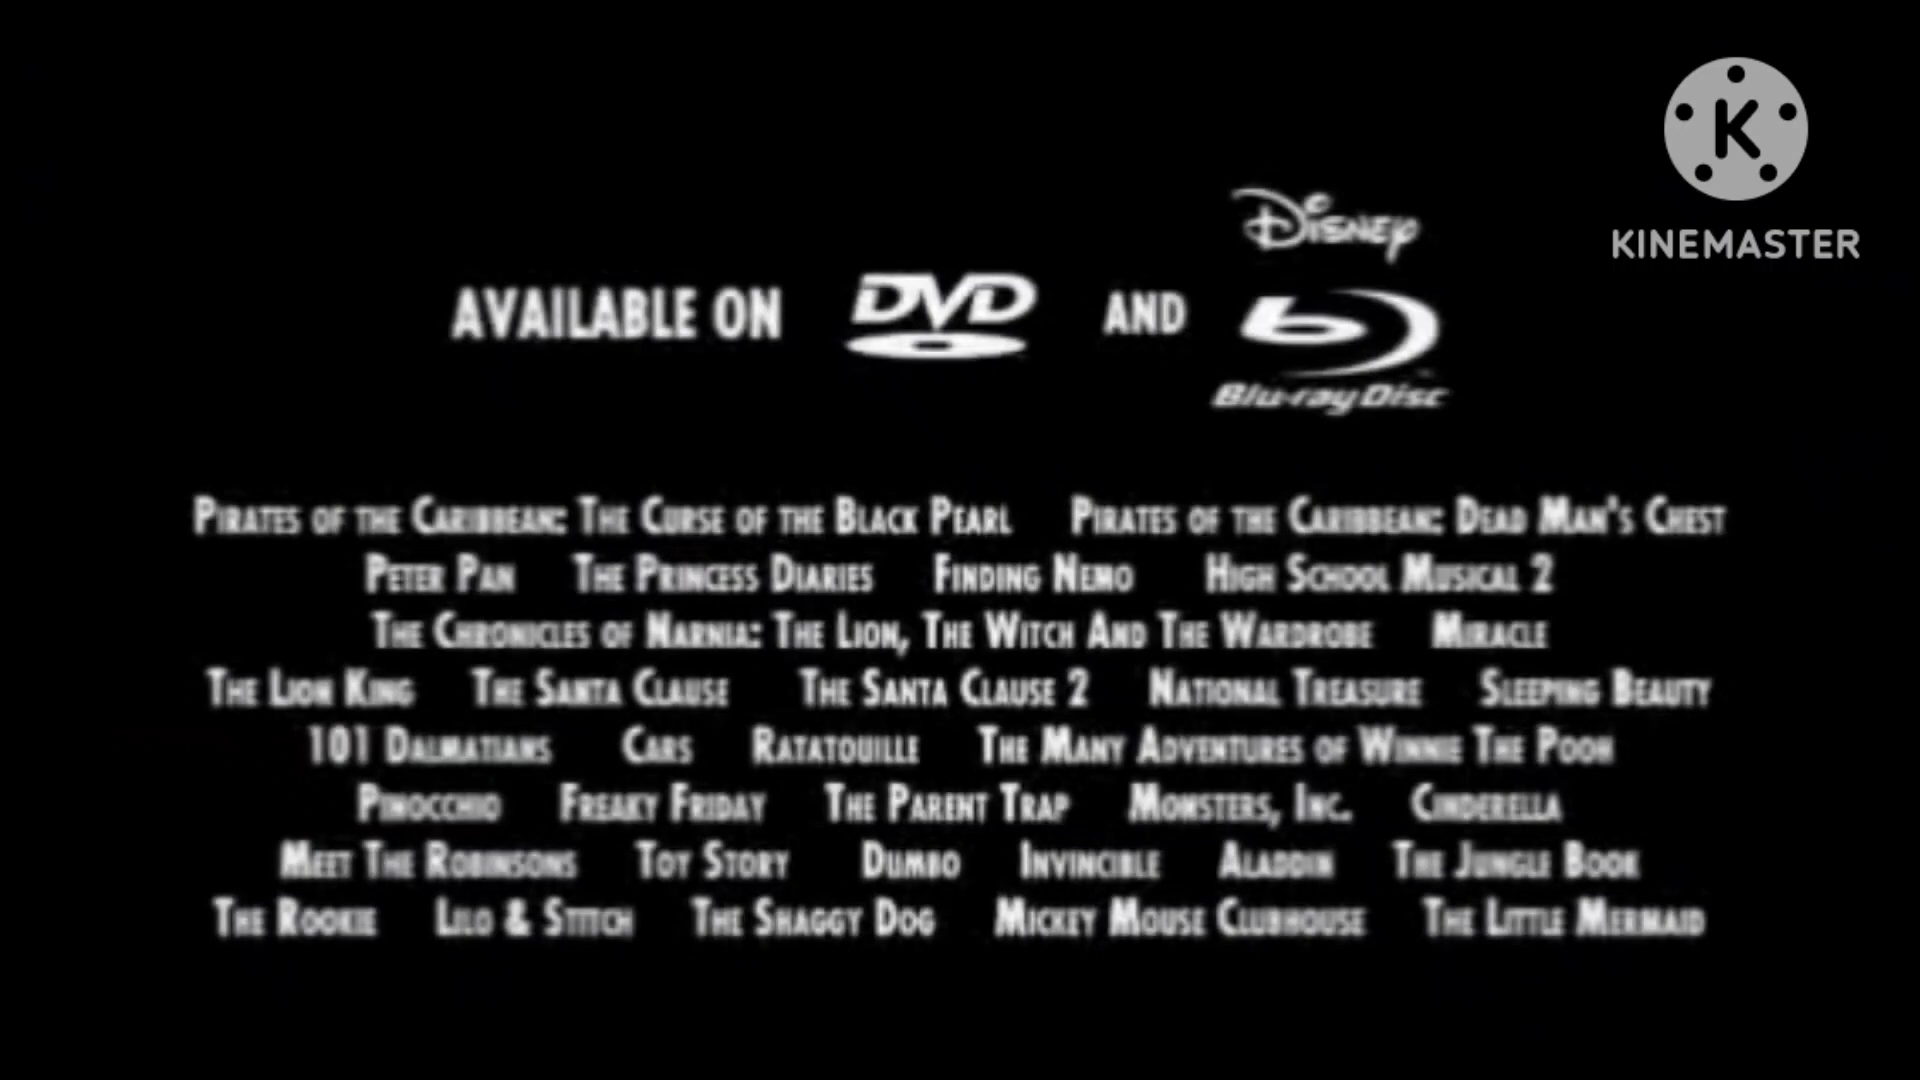 K
KINEMASTER
Disney
AVAILABLE ON DVD AND Blu-ray Disc
PIRATES OF THE CARIBBEAN: THE CURSE OF THE BLACK PEARL PIRATES OF THE CARIBBEAN: DEAD MAN'S CHEST
PETER PAN THE PRINCESS DIARIES FINDING NEMO HIGH SCHOOL MUSICAL 2
THE CHRONICLES OF NARNIA: THE LION, THE WITCH AND THE WARDROBE MIRACLE
THE LION KING THE SANTA CLAUSE THE SANTA CLAUSE 2 NATIONAL TREASURE SLEEPING BEAUTY
101 DALMATIANS CARS RATATOUILLE THE MANY ADVENTURES OF WINNIE THE POOH
PINOCCHIO FREAKY FRIDAY THE PARENT TRAP MONSTERS, INC. CINDERELLA
MEET THE ROBINSONS TOY STORY DUMBO INVINCIBLE ALADDIN THE JUNGLE BOOK
THE ROOKIE LILO & STITCH THE SHAGGY DOG MICKEY MOUSE CLUBHOUSE THE LITTLE MERMAID